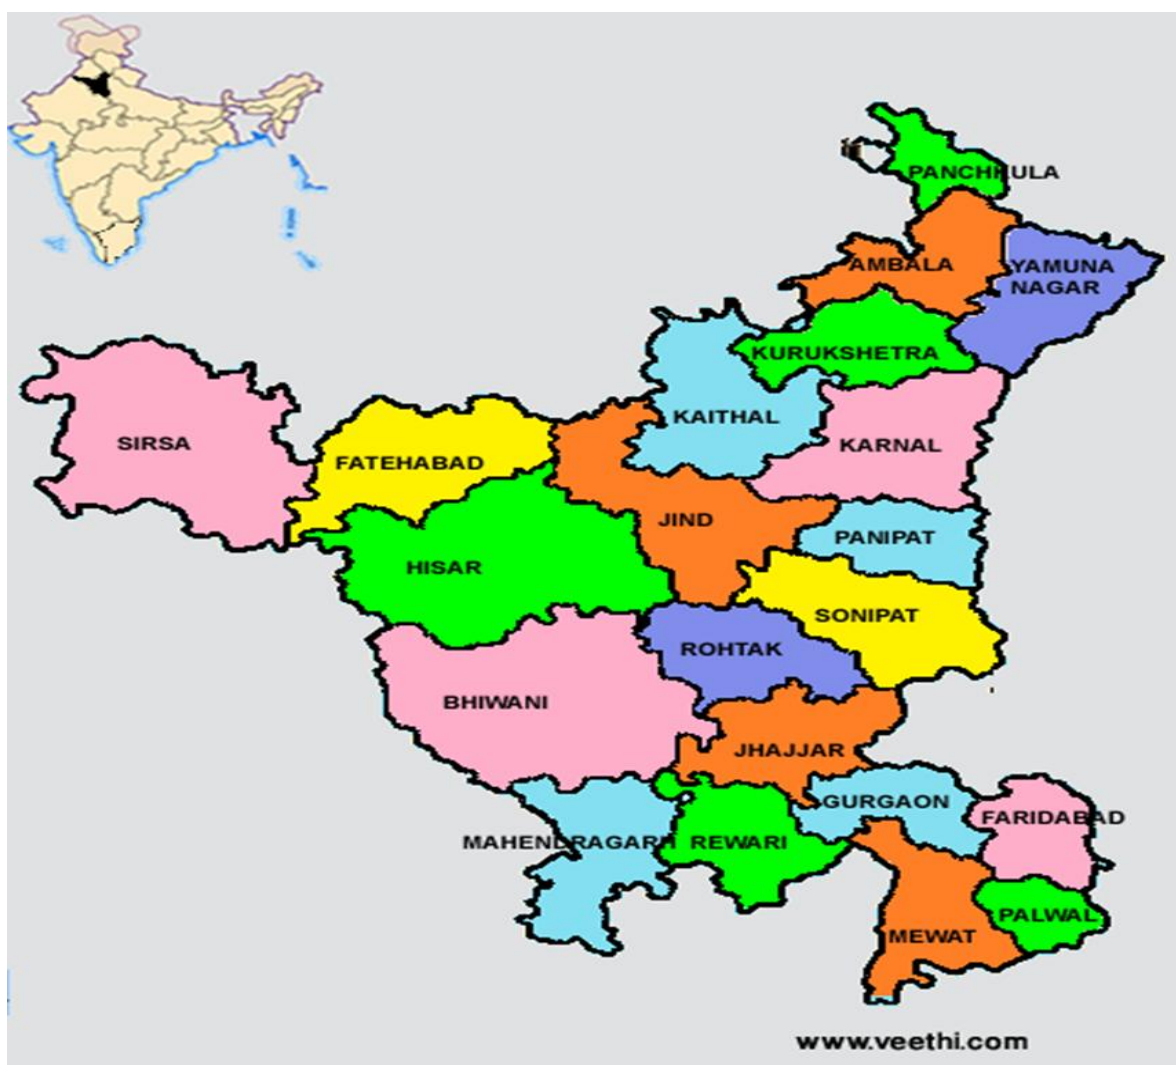 PANCHKULA
AMBALA
YAMUNA
NAGAR
KURUKSHETRA
KAITHAL
KARNAL
SIRSA
FATEHABAD
JIND
PANIPAT
HISAR
SONIPAT
ROHTAK
BHIWANI
JHAJJAR
GURGAON
FARIDABAD
MAHENDRAGARH
REWARI
PALWAL
MEWAT
www.veethi.com